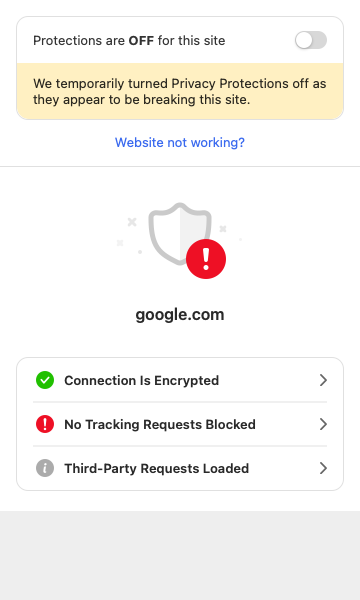 Protections are OFF for this site
We temporarily turned Privacy Protections off as
they appear to be breaking this site.
Website not working?
google.com
Connection Is Encrypted
No Tracking Requests Blocked
Third-Party Requests Loaded